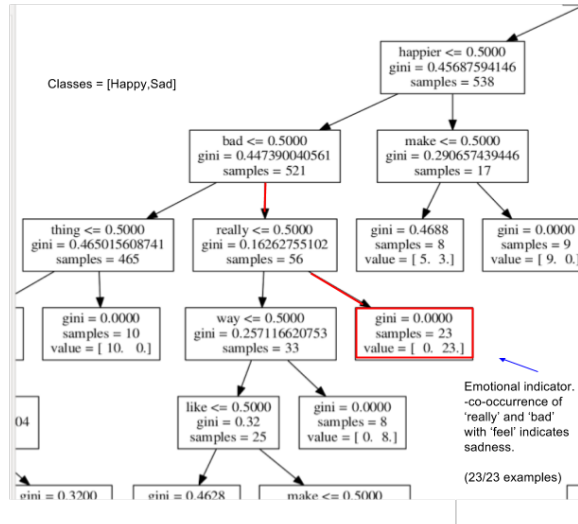 happier <= 0.5000
gini = 0.45687594146
samples = 538
Classes = [Happy,Sad]
bad <= 0.5000
gini = 0.447390040561
samples = 521
make <= 0.5000
gini = 0.290657439446
samples = 17
thing <= 0.5000
gini = 0.465015608741
samples = 465
really <= 0.5000
gini = 0.16262755102
samples = 56
gini = 0.4688
samples = 8
value = [ 5. 3.]
gini = 0.0000
samples = 9
value = [ 9. 0.]
gini = 0.0000
samples = 10
value = [ 10. 0.]
way <= 0.5000
gini = 0.257116620753
samples = 33
gini = 0.0000
samples = 23
value = [ 0. 23.]
Emotional indicator.
-co-occurrence of
‘really’ and ‘bad’
with ‘feel’ indicates
sadness.
(23/23 examples)
04
like <= 0.5000
gini = 0.32
samples = 25
gini = 0.0000
samples = 8
value = [ 0. 8.]
gini = 0.3200
gini = 0.4628
make <= 0.5000